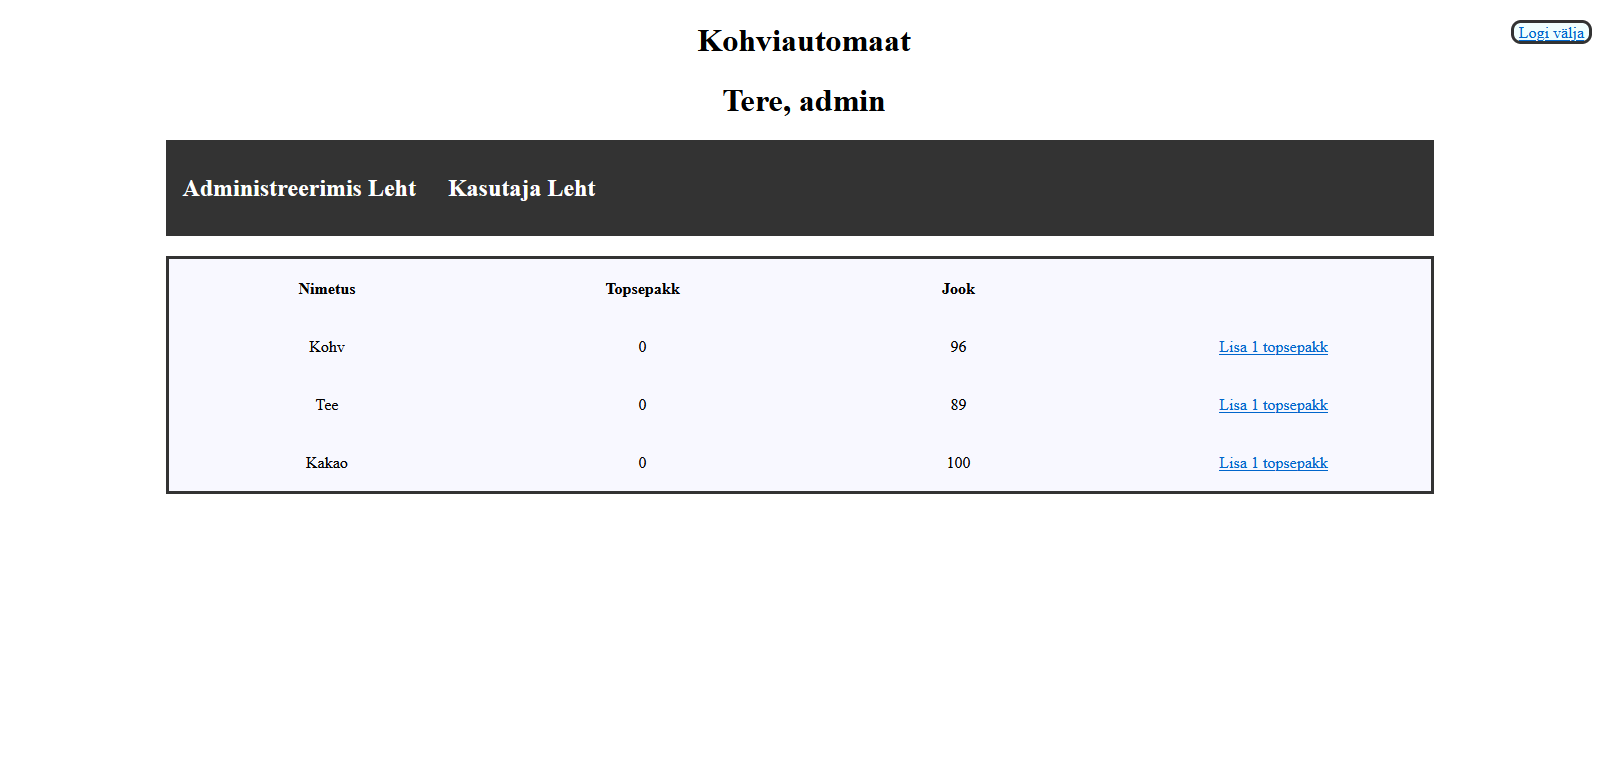 Kohviautomaat
Logi välja
Tere, admin
Administreerimis Leht Kasutaja Leht
Nimetus Topsepakk Jook
Kohv 0 96 Lisa 1 topsepakk
Tee 0 89 Lisa 1 topsepakk
Kakao 0 100 Lisa 1 topsepakk